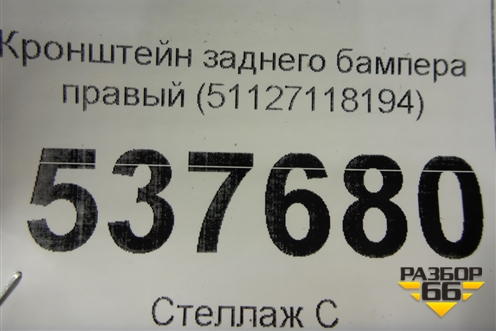 Кронштейн заднего бампера
правый (51127118194)
537680
Стеллаж С
РАЗБОР
66